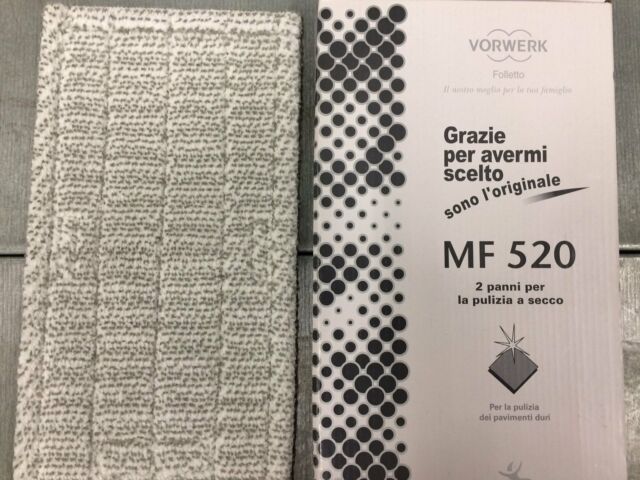 VORWERK
Folletto
Il nostro meglio per la tua famiglia
Grazie
per avermi
scelto
sono l'originale
MF 520
2 panni per
la pulizia a secco
Per la pulizia
dei pavimenti duri